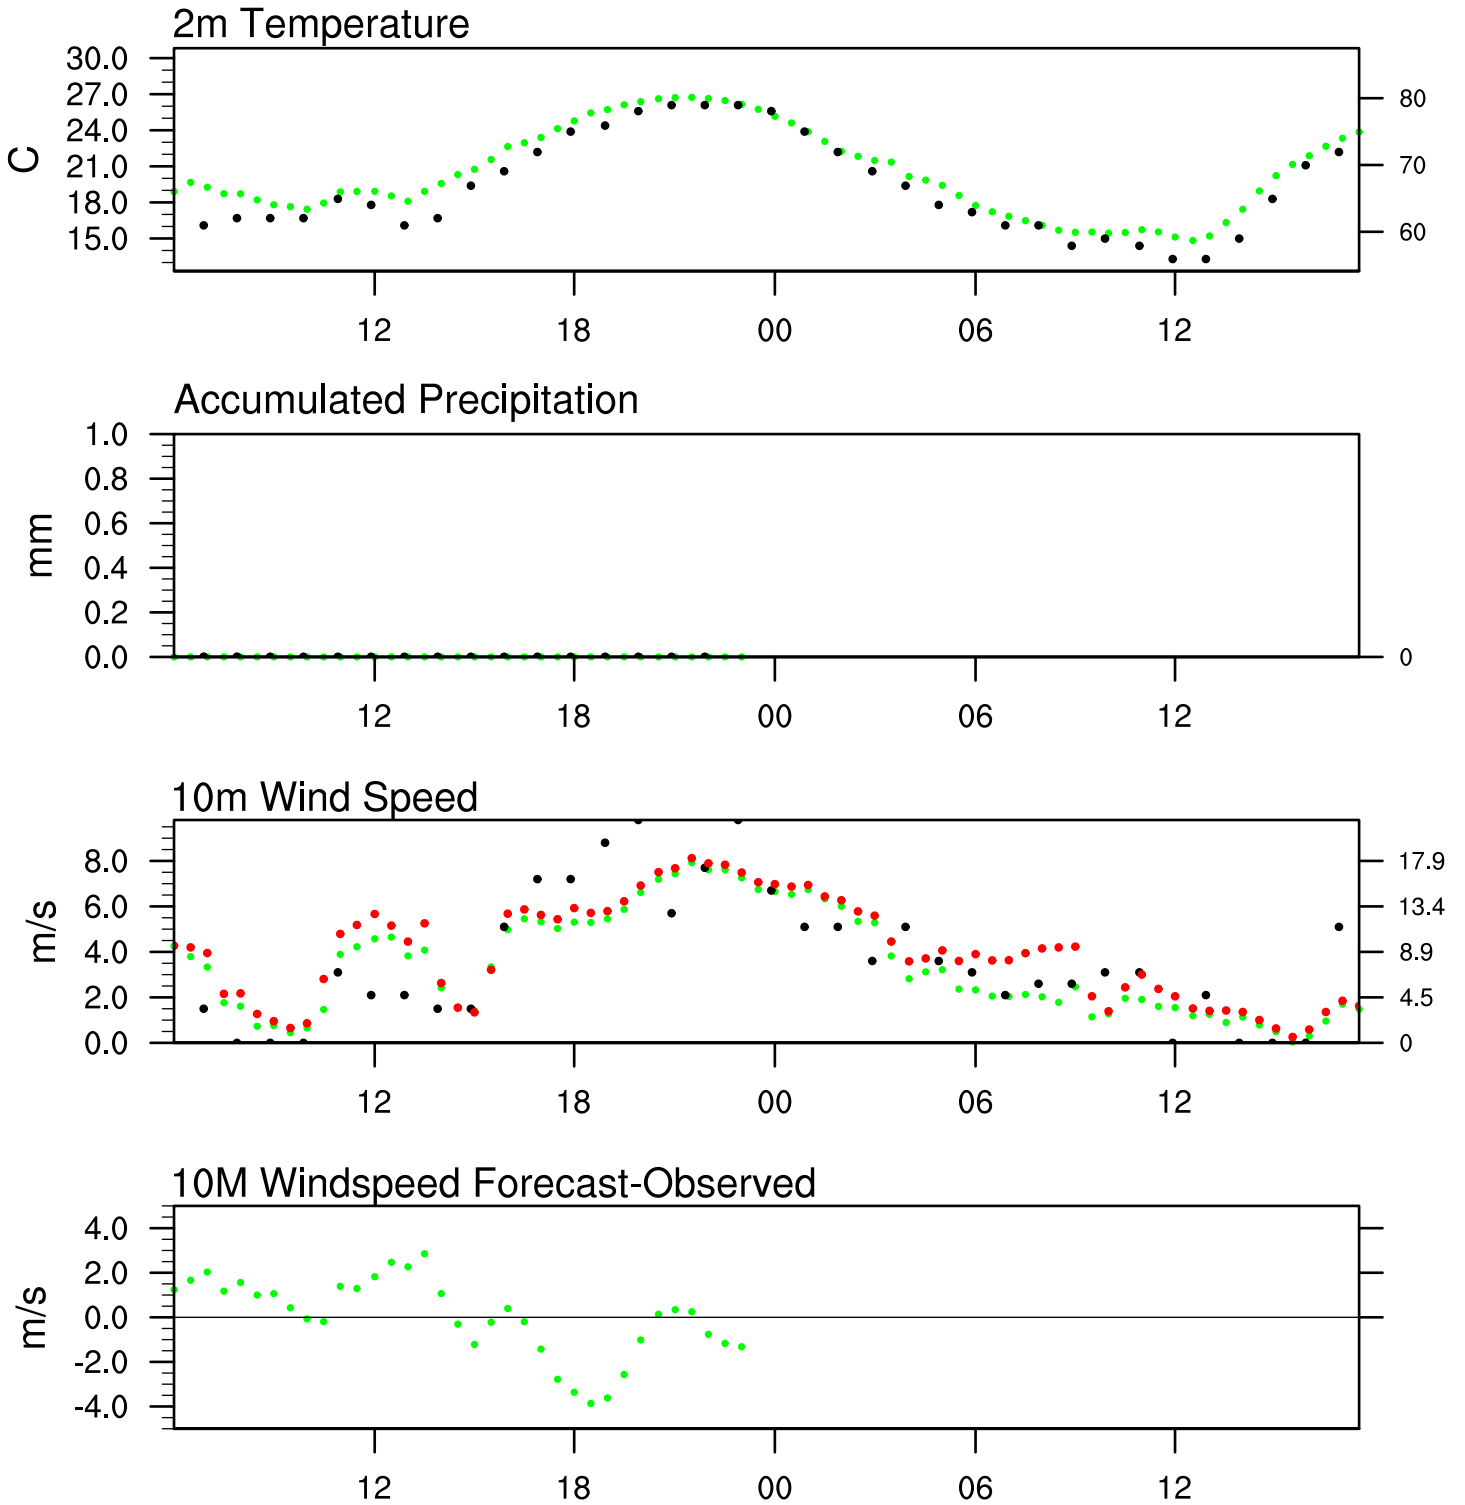 2m Temperature
30.0
27.0
80
24.0
C
21.0
70
18.0
15.0
60
12 18 00 06 12
Accumulated Precipitation
1.0
0.8
0.6
mm
0.4
0.2
0.0 0
12 18 00 06 12
10m Wind Speed
8.0 17.9
6.0 13.4
m/s
4.0 8.9
2.0 4.5
0.0 0
12 18 00 06 12
10M Windspeed Forecast-Observed
4.0
2.0
m/s
0.0
-2.0
-4.0
12 18 00 06 12